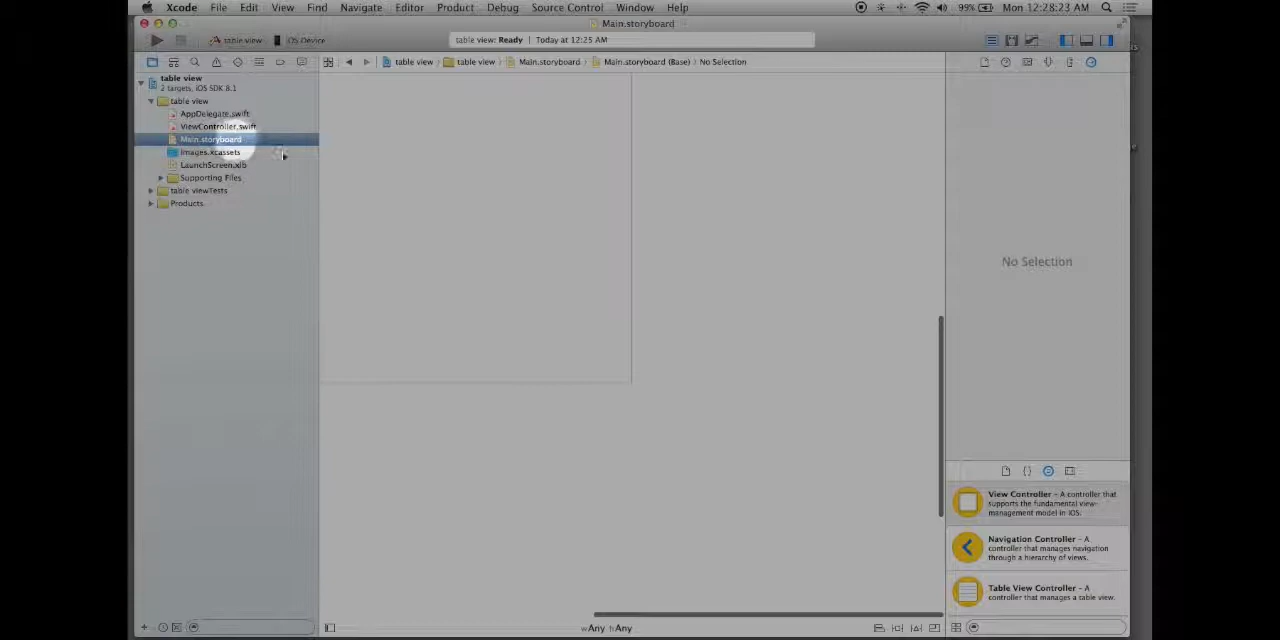 Xcode File Edit View Find Navigate Editor Product Debug Source Control Window Help 99% Mon 12:28:23 AM
Main.storyboard
table view iOS Device table view: Ready | Today at 12:25 AM
table view table view Main.storyboard Main.storyboard (Base) No Selection
table view
2 targets, iOS SDK 8.1
table view
AppDelegate.swift
ViewController.swift
Main.storyboard
Images.xcassets
LaunchScreen.xib
Supporting Files
table viewTests
Products
No Selection
View Controller - A controller that
supports the fundamental view-
management model in iOS.
Navigation Controller - A
controller that manages navigation
through a hierarchy of views.
Table View Controller - A
controller that manages a table view.
wAny hAny